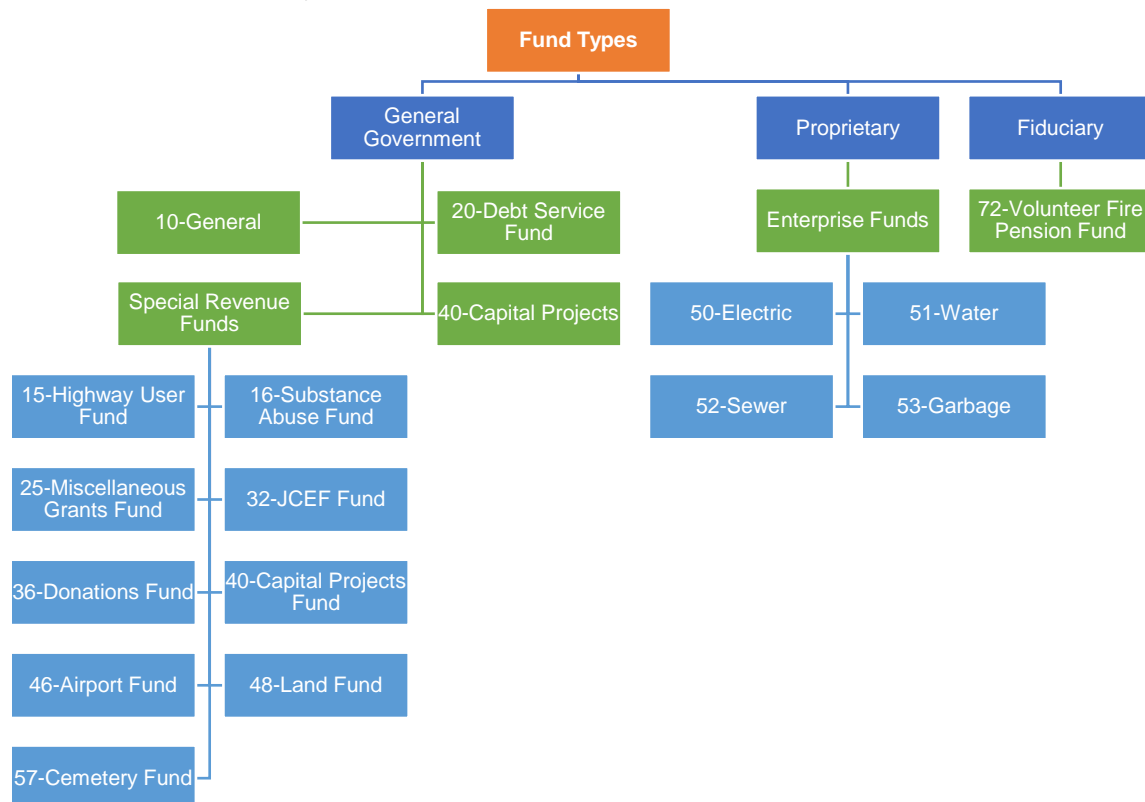 Fund Types
General
Government
Proprietary
Fiduciary
10-General
20-Debt Service
Fund
Enterprise Funds
72-Volunteer Fire
Pension Fund
Special Revenue
Funds
40-Capital Projects
50-Electric
51-Water
15-Highway User
Fund
16-Substance
Abuse Fund
52-Sewer
53-Garbage
25-Miscellaneous
Grants Fund
32-JCEF Fund
36-Donations Fund
40-Capital Projects
Fund
46-Airport Fund
48-Land Fund
57-Cemetery Fund